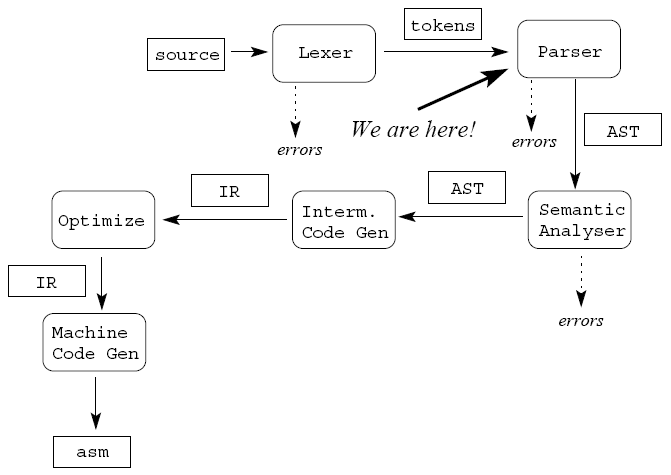 source
Lexer
tokens
Parser
We are here!
errors
errors
AST
IR
AST
Optimize
Interm.
Code Gen
Semantic
Analyser
IR
errors
Machine
Code Gen
asm